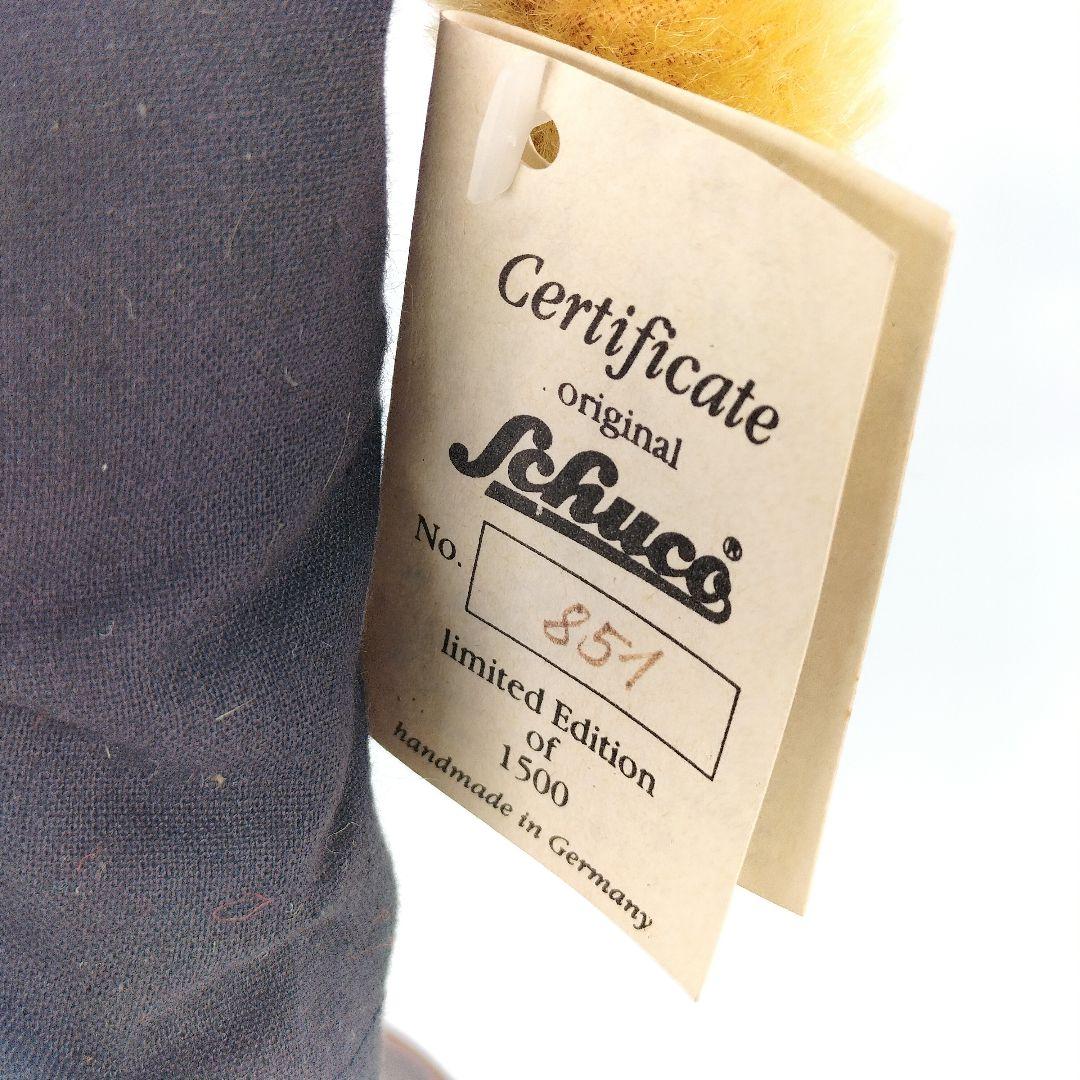 Certificate
original
Schuco®
No. 851
limited Edition
of
1500
handmade in Germany